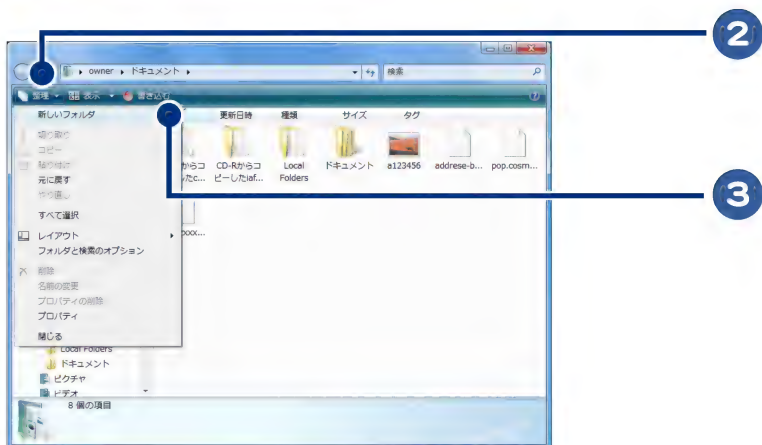 2
owner ▸ ドキュメント ▸
検索
整理 表示 書き込む
新しいフォルダ
更新日時 種類 サイズ タグ
切り取り
コピー
貼り付け
元に戻す
やり直し
すべて選択
レイアウト
フォルダと検索のオプション
削除
名前の変更
プロパティの削除
プロパティ
閉じる
CD-Rからコピーしたiaf...
Local Folders
ドキュメント
a123456
addrese-b...
pop.cosm...
3
Local Folders
ドキュメント
ピクチャ
ビデオ
8 個の項目